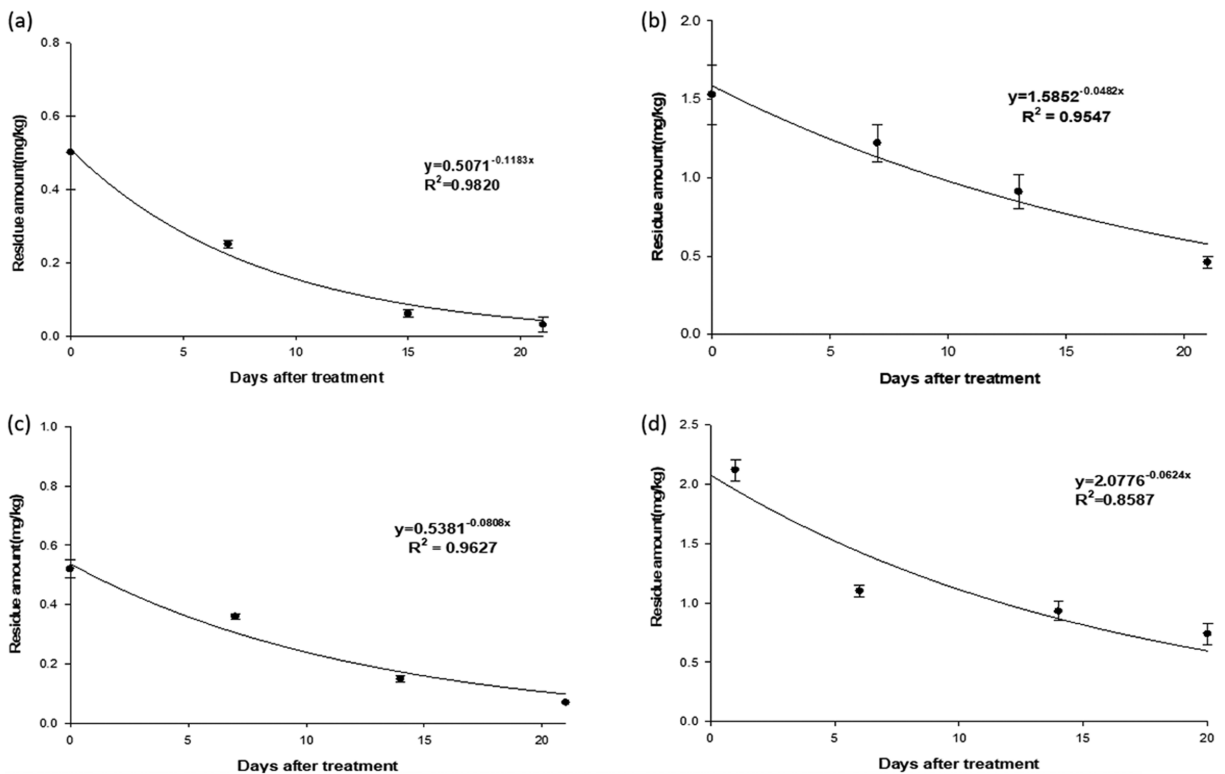 (a)
0.8
0.6
0.4
0.2
0.0
Residue amount(mg/kg)
y=0.5071^-0.1183x
R²=0.9820
0 5 10 15 20
Days after treatment
(b)
2.0
1.5
1.0
0.5
0.0
Residue amount(mg/kg)
y=1.5852^-0.0482x
R² = 0.9547
0 5 10 15 20
Days after treatment
(c)
1.0
0.8
0.6
0.4
0.2
0.0
Residue amount(mg/kg)
y=0.5381^-0.0808x
R² = 0.9627
0 5 10 15 20
Days after treatment
(d)
2.5
2.0
1.5
1.0
0.5
0.0
Residue amount(mg/kg)
y=2.0776^-0.0624x
R²=0.8587
0 5 10 15 20
Days after treatment